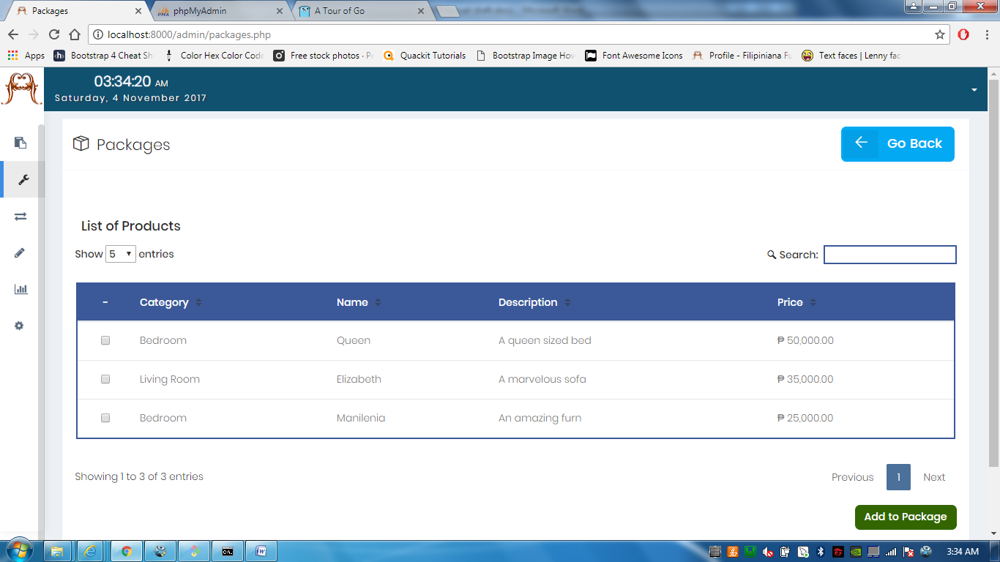 Packages
phpMyAdmin
A Tour of Go
localhost:8000/admin/packages.php
Apps
Bootstrap 4 Cheat Sh
Color Hex Color Code
Free stock photos · Pe
Quackit Tutorials
Bootstrap Image Hov
Font Awesome Icons
Profile - Filipiniana Fu
Text faces | Lenny fac
03:34:20 AM
Saturday, 4 November 2017
Packages
Go Back
List of Products
Show 5 entries
Search:
- Category Name Description Price
Bedroom Queen A queen sized bed ₱ 50,000.00
Living Room Elizabeth A marvelous sofa ₱ 35,000.00
Bedroom Manilenia An amazing furn ₱ 25,000.00
Showing 1 to 3 of 3 entries
Previous 1 Next
Add to Package
3:34 AM